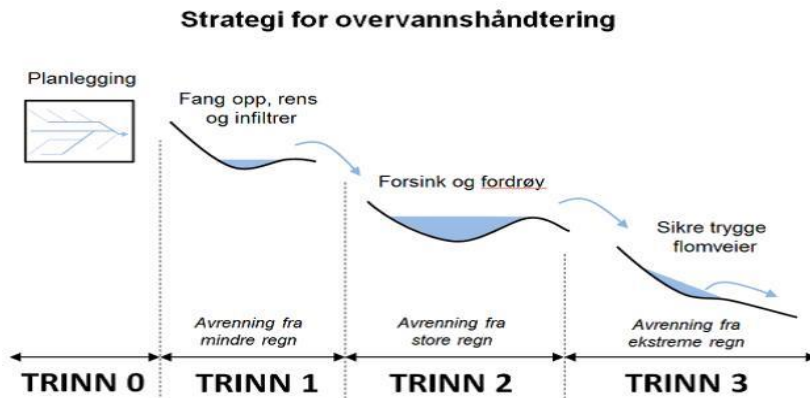 Strategi for overvannshåndtering
Planlegging
Fang opp, rens
og infiltrer
Forsink og fordrøy
Sikre trygge
flomveier
Avrenning fra
mindre regn
Avrenning fra
store regn
Avrenning fra
ekstreme regn
TRINN 0
TRINN 1
TRINN 2
TRINN 3